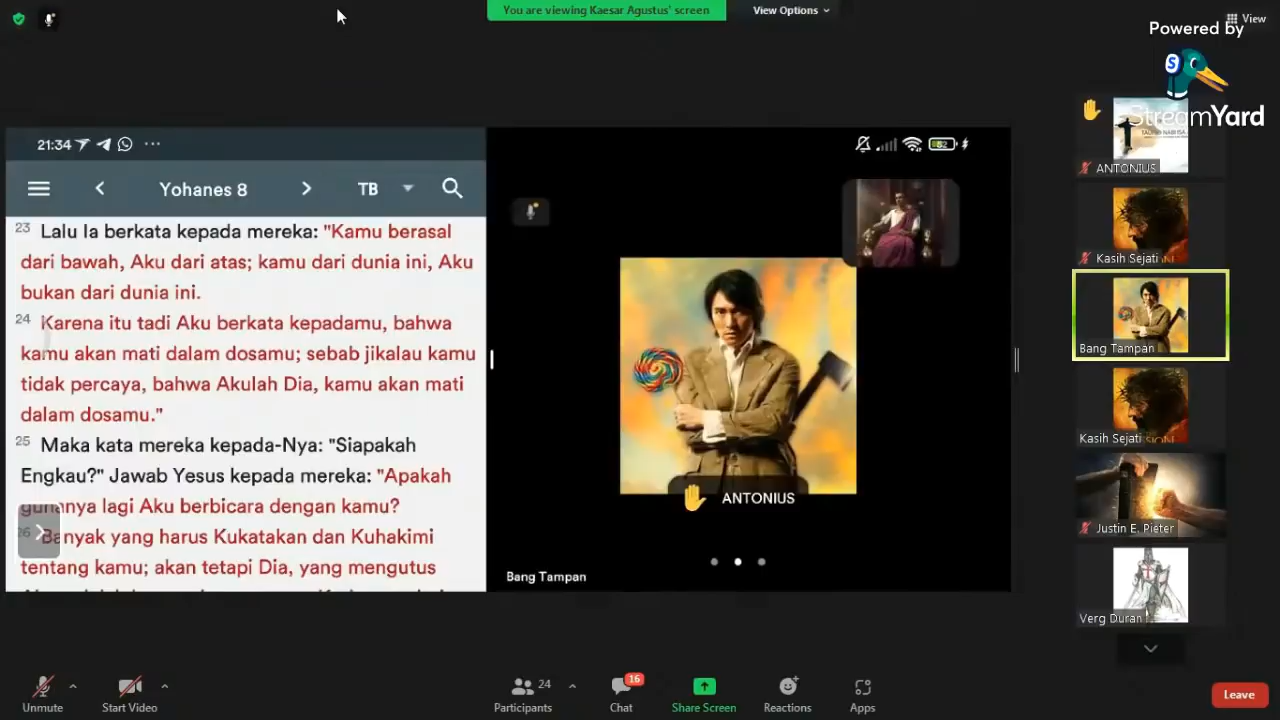 You are viewing Kaesar Agustus' screen
View Options
View
Powered by
StreamYard
21:34
82
Yohanes 8
TB
23 Lalu Ia berkata kepada mereka: "Kamu berasal
dari bawah, Aku dari atas; kamu dari dunia ini, Aku
bukan dari dunia ini.
24 Karena itu tadi Aku berkata kepadamu, bahwa
kamu akan mati dalam dosamu; sebab jikalau kamu
tidak percaya, bahwa Akulah Dia, kamu akan mati
dalam dosamu."
25 Maka kata mereka kepada-Nya: "Siapakah
Engkau?" Jawab Yesus kepada mereka: "Apakah
gunanya lagi Aku berbicara dengan kamu?
26 Banyak yang harus Kukatakan dan Kuhakimi
tentang kamu; akan tetapi Dia, yang mengutus
ANTONIUS
Bang Tampan
ANTONIUS
Kasih Sejati
Bang Tampan
Kasih Sejati
Justin E. Pieter
Verg Duran
Unmute
Start Video
24
Participants
16
Chat
Share Screen
Reactions
Apps
Leave